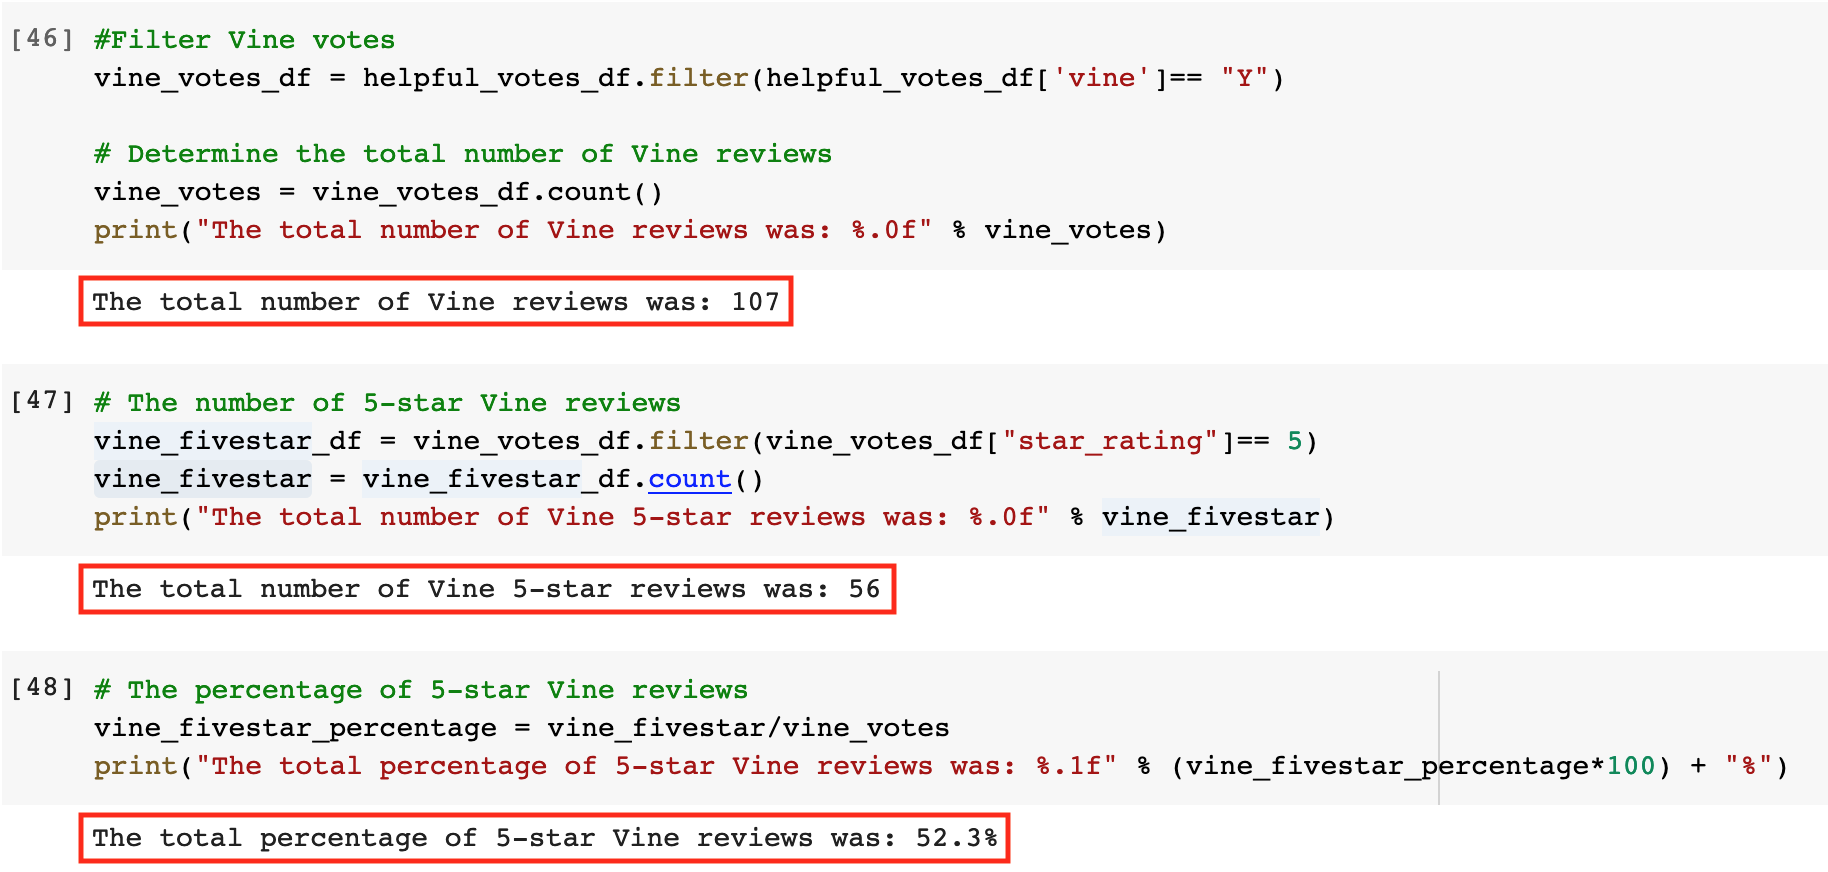 [46] #Filter Vine votes
vine_votes_df = helpful_votes_df.filter(helpful_votes_df['vine']== "Y")
# Determine the total number of Vine reviews
vine_votes = vine_votes_df.count()
print("The total number of Vine reviews was: %.0f" % vine_votes)
The total number of Vine reviews was: 107
[47] # The number of 5-star Vine reviews
vine_fivestar_df = vine_votes_df.filter(vine_votes_df["star_rating"]== 5)
vine_fivestar = vine_fivestar_df.count()
print("The total number of Vine 5-star reviews was: %.0f" % vine_fivestar)
The total number of Vine 5-star reviews was: 56
[48] # The percentage of 5-star Vine reviews
vine_fivestar_percentage = vine_fivestar/vine_votes
print("The total percentage of 5-star Vine reviews was: %.1f" % (vine_fivestar_percentage*100) + "%")
The total percentage of 5-star Vine reviews was: 52.3%